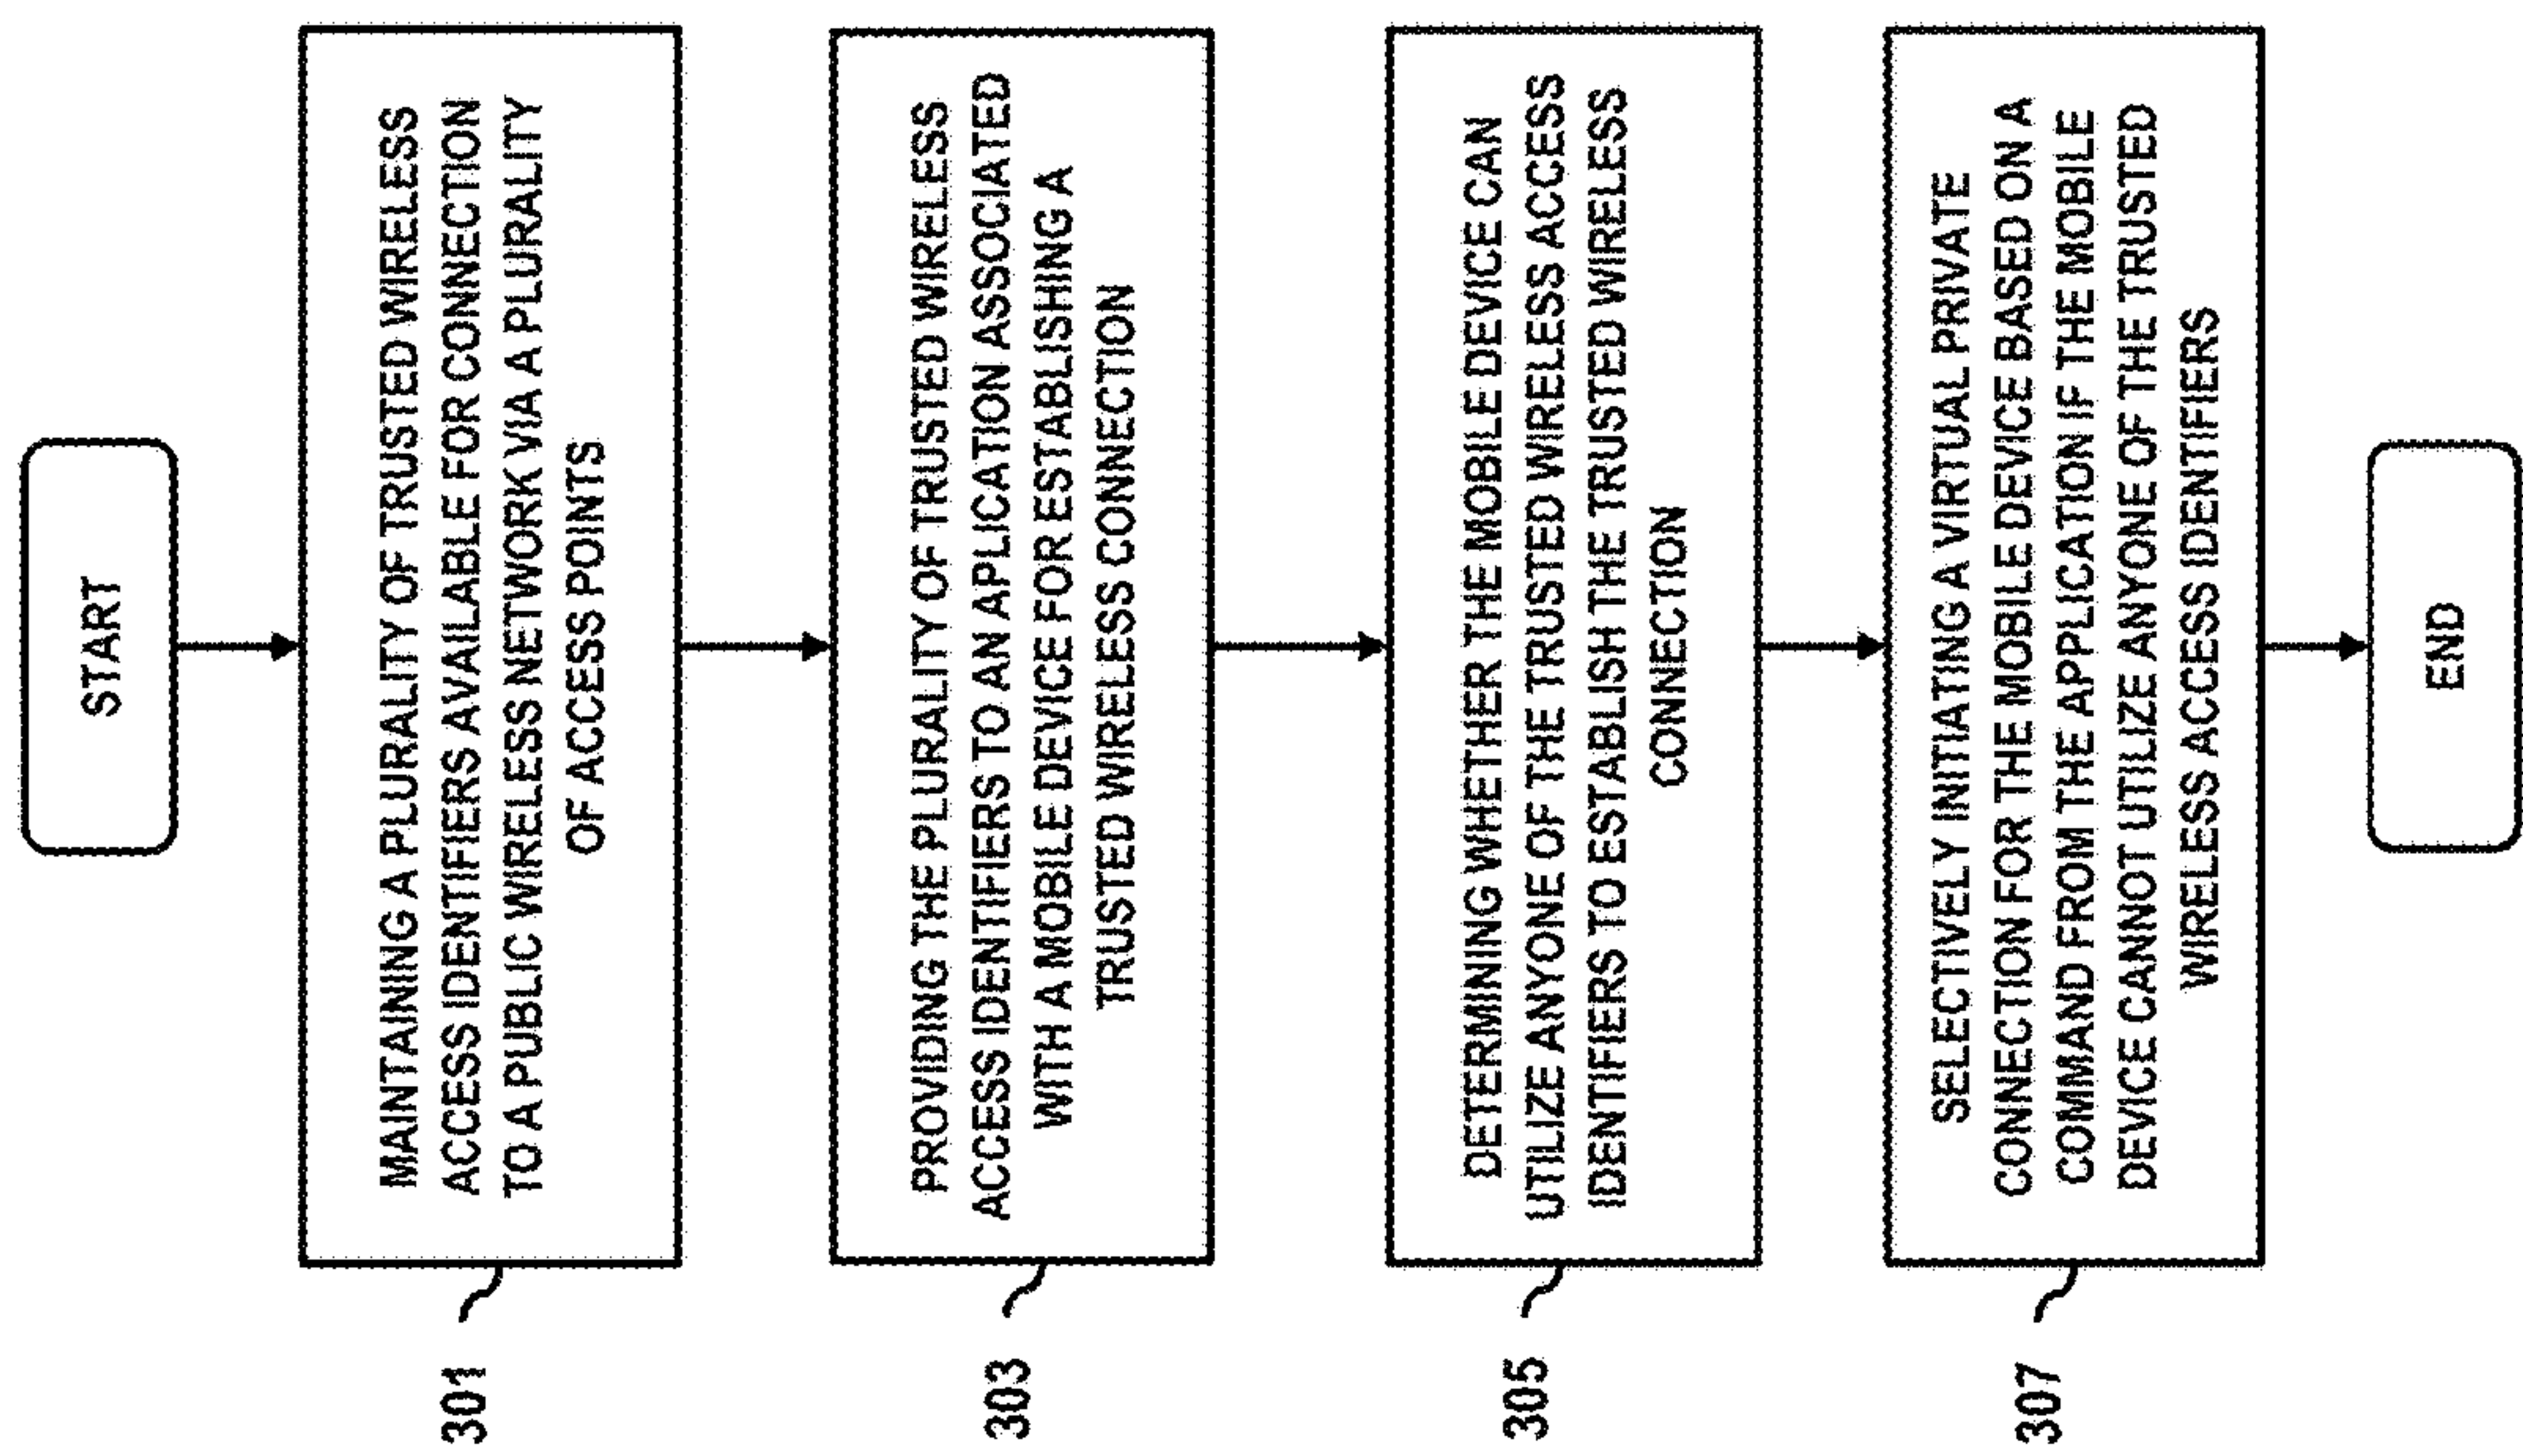 START
MAINTAINING A PLURALITY OF TRUSTED WIRELESS
ACCESS IDENTIFIERS AVAILABLE FOR CONNECTION
TO A PUBLIC WIRELESS NETWORK VIA A PLURALITY
OF ACCESS POINTS
301
PROVIDING THE PLURALITY OF TRUSTED WIRELESS
ACCESS IDENTIFIERS TO AN APLICATION ASSOCIATED
WITH A MOBILE DEVICE FOR ESTABLISHING A
TRUSTED WIRELESS CONNECTION
303
DETERMINING WHETHER THE MOBILE DEVICE CAN
UTILIZE ANYONE OF THE TRUSTED WIRELESS ACCESS
IDENTIFIERS TO ESTABLISH THE TRUSTED WIRELESS
CONNECTION
305
SELECTIVELY INITIATING A VIRTUAL PRIVATE
CONNECTION FOR THE MOBILE DEVICE BASED ON A
COMMAND FROM THE APPLICATION IF THE MOBILE
DEVICE CANNOT UTILIZE ANYONE OF THE TRUSTED
WIRELESS ACCESS IDENTIFIERS
307
END